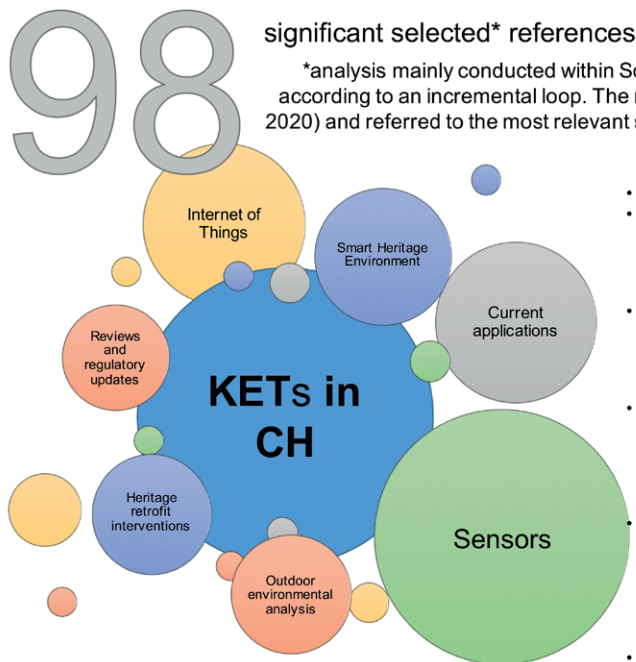 98
significant selected* references
*analysis mainly conducted within
according to an incremental loop. The
2020) and referred to the most relevant
Internet of
Things
Smart Heritage
Environment
Current
applications
Reviews and
regulatory
updates
KETs in
CH
Heritage
retrofit
interventions
Sensors
Outdoor
environmental
analysis